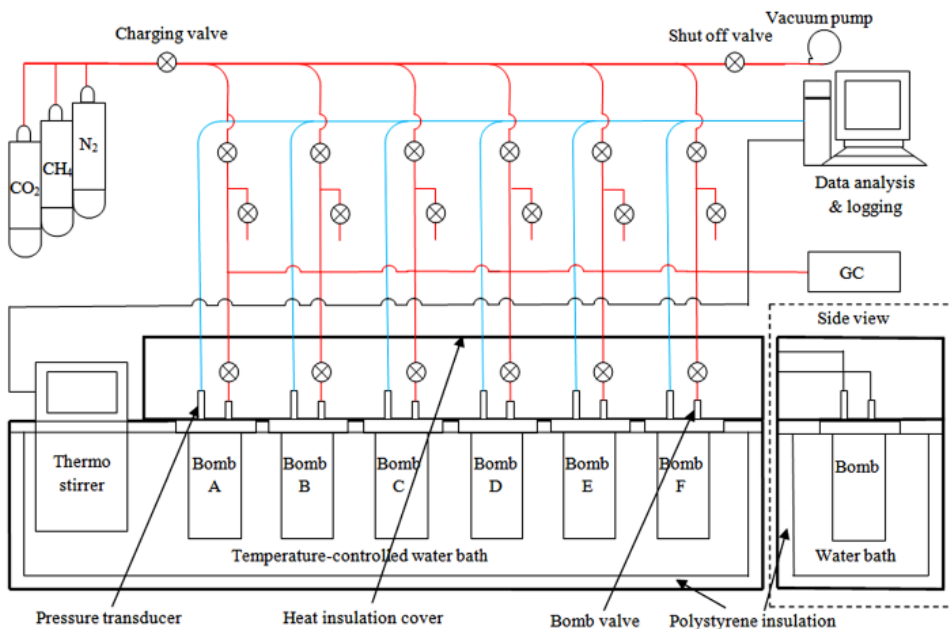 Charging valve
Shut off valve
Vacuum pump
N2
CH4
CO2
Data analysis
& logging
GC
Side view
Thermo
stirrer
Bomb
A
Bomb
B
Bomb
C
Bomb
D
Bomb
E
Bomb
F
Bomb
Temperature-controlled water bath
Water bath
Pressure transducer
Heat insulation cover
Bomb valve
Polystyrene insulation